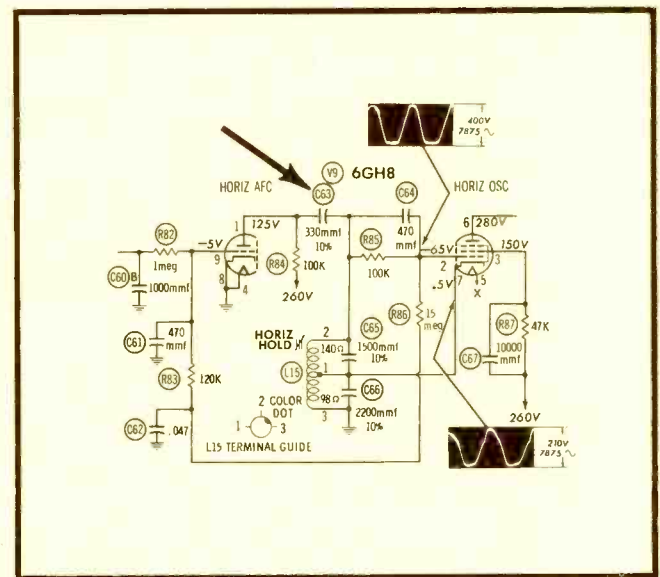 400V
7875 ~
V9 6GH8
HORIZ AFC
C63
C64
HORIZ OSC
330mmf
10%
470
mmf
1 125V
6 280V
R82
1meg
-5V
9
8
4
R84
100K
260V
R85
100K
-65V
2
.5V
7
5
X
150V
3
C60B
1000mmf
C61
470
mmf
R83
120K
HORIZ
HOLD
140Ω
C65
1500mmf
10%
R86
15
meg
R87
47K
C67
10000
mmf
L15
1
98Ω
C66
2200mmf
10%
3
260V
C62
.047
2 COLOR
DOT
1
3
L15 TERMINAL GUIDE
210V
7875 ~